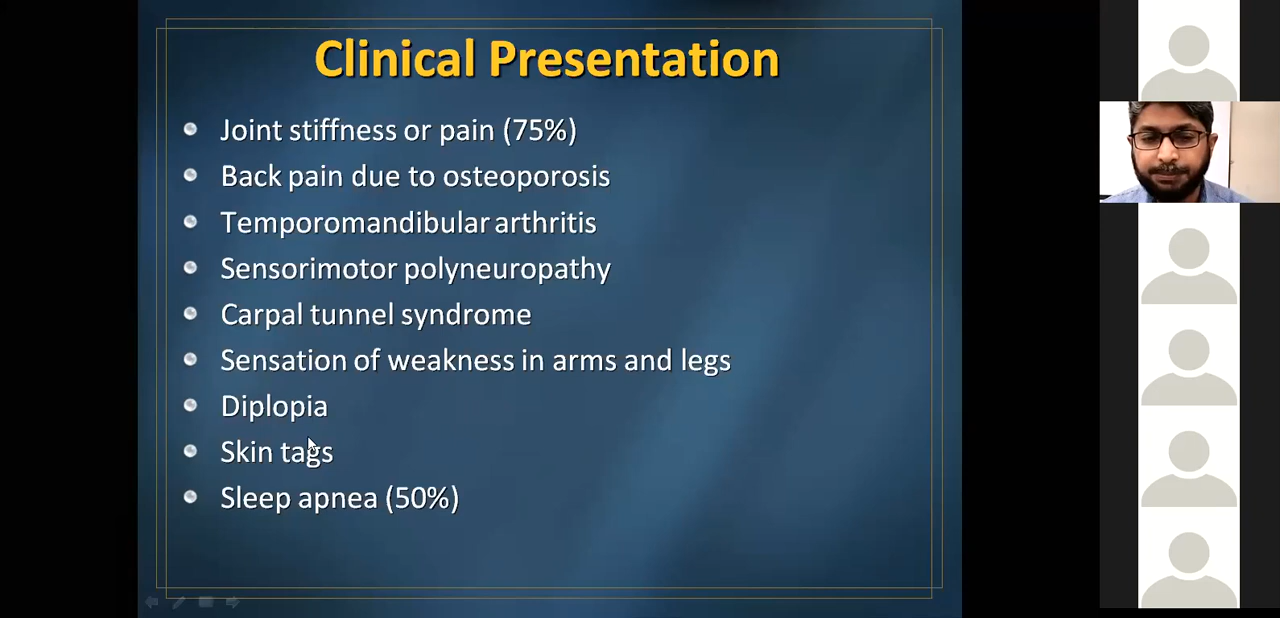 Clinical Presentation
Joint stiffness or pain (75%)
Back pain due to osteoporosis
Temporomandibular arthritis
Sensorimotor polyneuropathy
Carpal tunnel syndrome
Sensation of weakness in arms and legs
Diplopia
Skin tags
Sleep apnea (50%)